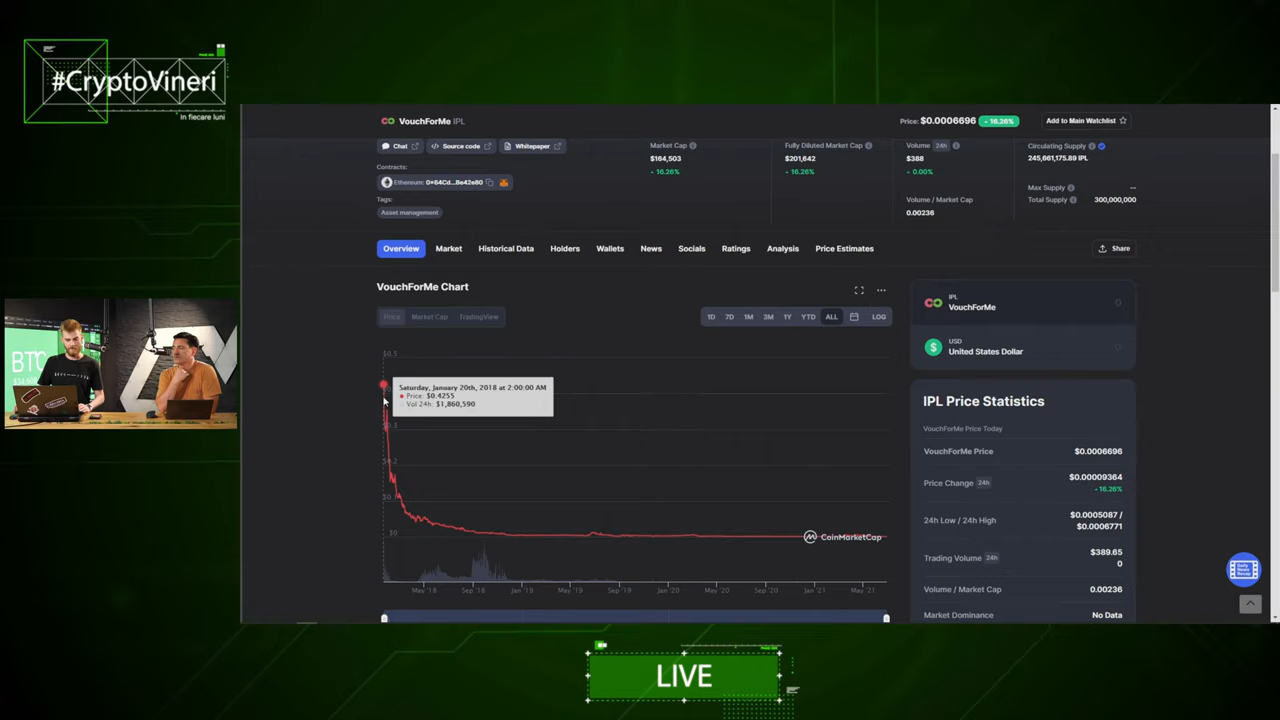 #CryptoVineri
în fiecare luni
VouchForMe IPL
Price: $0.0006696 16.26% Add to Main Watchlist
Chat Source code Whitepaper
Contracts:
Ethereum: 0x64Cd...Be42e60
Tags:
Asset management
Market Cap
$164,503
16.26%
Fully Diluted Market Cap
$201,642
16.26%
Volume 24h
$388
0.00%
Volume / Market Cap
0.00236
Circulating Supply
245,661,175.89 IPL
Max Supply --
Total Supply 300,000,000
Overview Market Historical Data Holders Wallets News Socials Ratings Analysis Price Estimates Share
VouchForMe Chart
Price Market Cap TradingView
1D 7D 1M 3M 1Y YTD ALL LOG
$0.5
Saturday, January 20th, 2018 at 2:00:00 AM
Price: $0.4255
Vol 24h: $1,860,590
$0
CoinMarketCap
May '18 Sep '18 Jan '19 May '19 Sep '19 Jan '20 May '20 Sep '20 Jan '21 May '21
IPL
VouchForMe
USD
United States Dollar
IPL Price Statistics
VouchForMe Price Today
VouchForMe Price $0.0006696
Price Change 24h $0.00009364
16.26%
24h Low / 24h High $0.0005087 /
$0.0006771
Trading Volume 24h $389.65
0
Volume / Market Cap 0.00236
Market Dominance No Data
Daily
News
Recap
BTC
LIVE